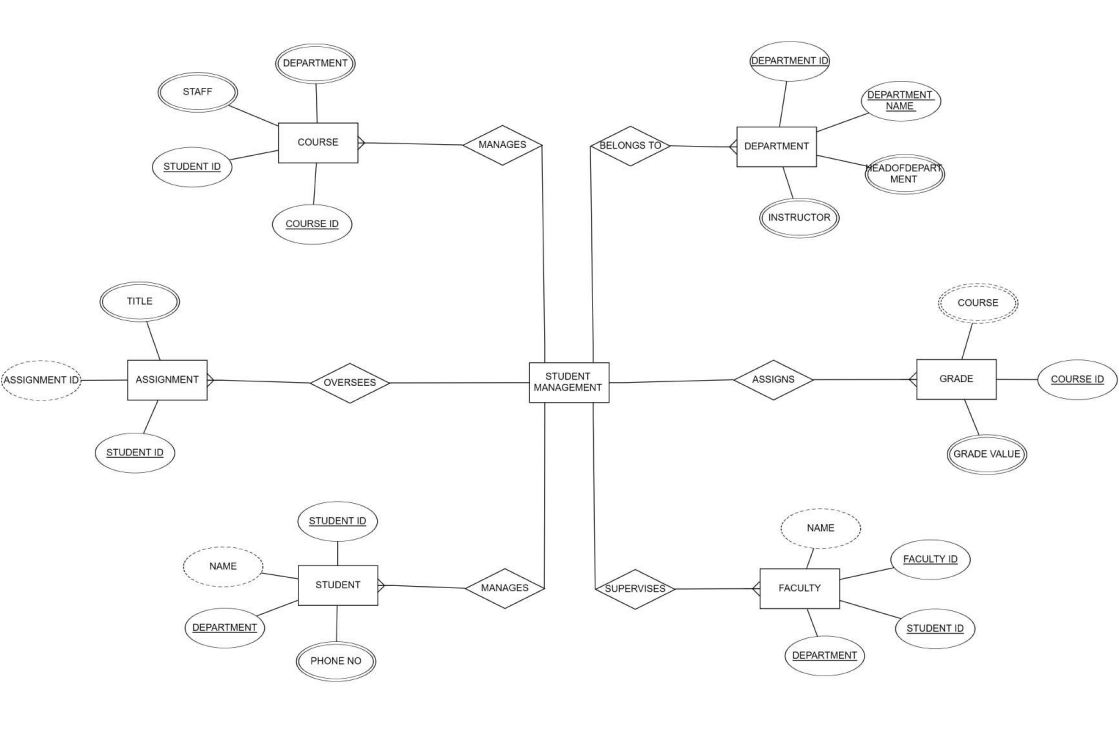 DEPARTMENT
STAFF
COURSE
STUDENT ID
COURSE ID
MANAGES
DEPARTMENT ID
DEPARTMENT
NAME
BELONGS TO
DEPARTMENT
HEADOFDEPART
MENT
INSTRUCTOR
TITLE
ASSIGNMENT ID
ASSIGNMENT
STUDENT ID
OVERSEES
STUDENT
MANAGEMENT
ASSIGNS
COURSE
GRADE
COURSE ID
GRADE VALUE
STUDENT ID
NAME
STUDENT
DEPARTMENT
PHONE NO
MANAGES
SUPERVISES
NAME
FACULTY ID
FACULTY
STUDENT ID
DEPARTMENT